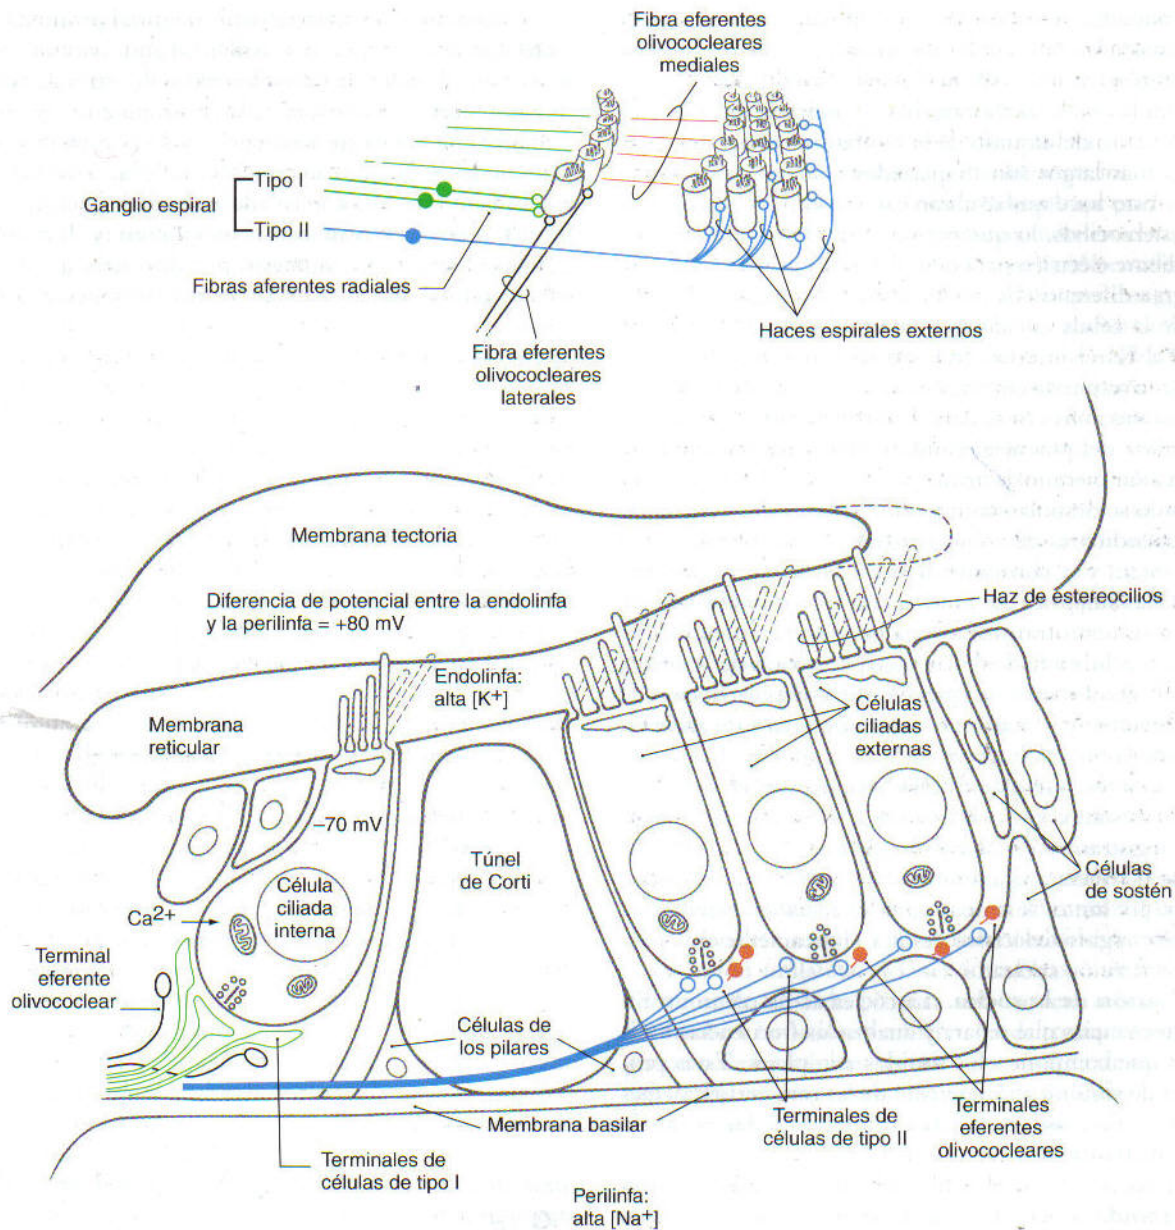 Fibra eferentes
olivococleares
mediales
Tipo I
Ganglio espiral
Tipo II
Fibras aferentes radiales
Haces espirales externos
Fibra eferentes
olivococleares
laterales
Membrana tectoria
Diferencia de potencial entre la endolinfa
y la perilinfa = +80 mV
Haz de estereocilios
Endolinfa:
alta [K+]
Membrana
reticular
Células
ciliadas
externas
–70 mV
Túnel
de Corti
Célula
ciliada
interna
Células
de sostén
Ca2+
Terminal
eferente
olivococlear
Células de
los pilares
Membrana basilar
Terminales de
células de tipo II
Terminales
eferentes
olivococleares
Terminales de
células de tipo I
Perilinfa:
alta [Na+]